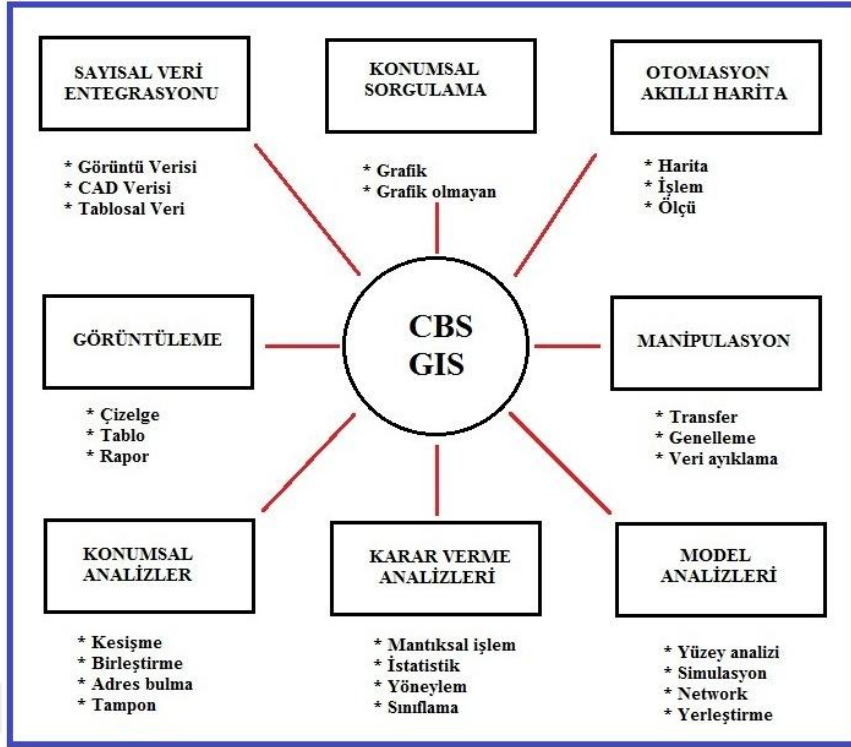 SAYISAL VERİ
ENTEGRASYONU
* Görüntü Verisi
* CAD Verisi
* Tablosal Veri
KONUMSAL
SORGULAMA
* Grafik
* Grafik olmayan
OTOMASYON
AKILLI HARİTA
* Harita
* İşlem
* Ölçü
GÖRÜNTÜLEME
* Çizelge
* Tablo
* Rapor
CBS
GIS
MANİPULASYON
* Transfer
* Genelleme
* Veri ayıklama
KONUMSAL
ANALİZLER
* Kesişme
* Birleştirme
* Adres bulma
* Tampon
KARAR VERME
ANALİZLERİ
* Mantıksal işlem
* İstatistik
* Yöneylem
* Sınıflama
MODEL
ANALİZLERİ
* Yüzey analizi
* Simulasyon
* Network
* Yerleştirme